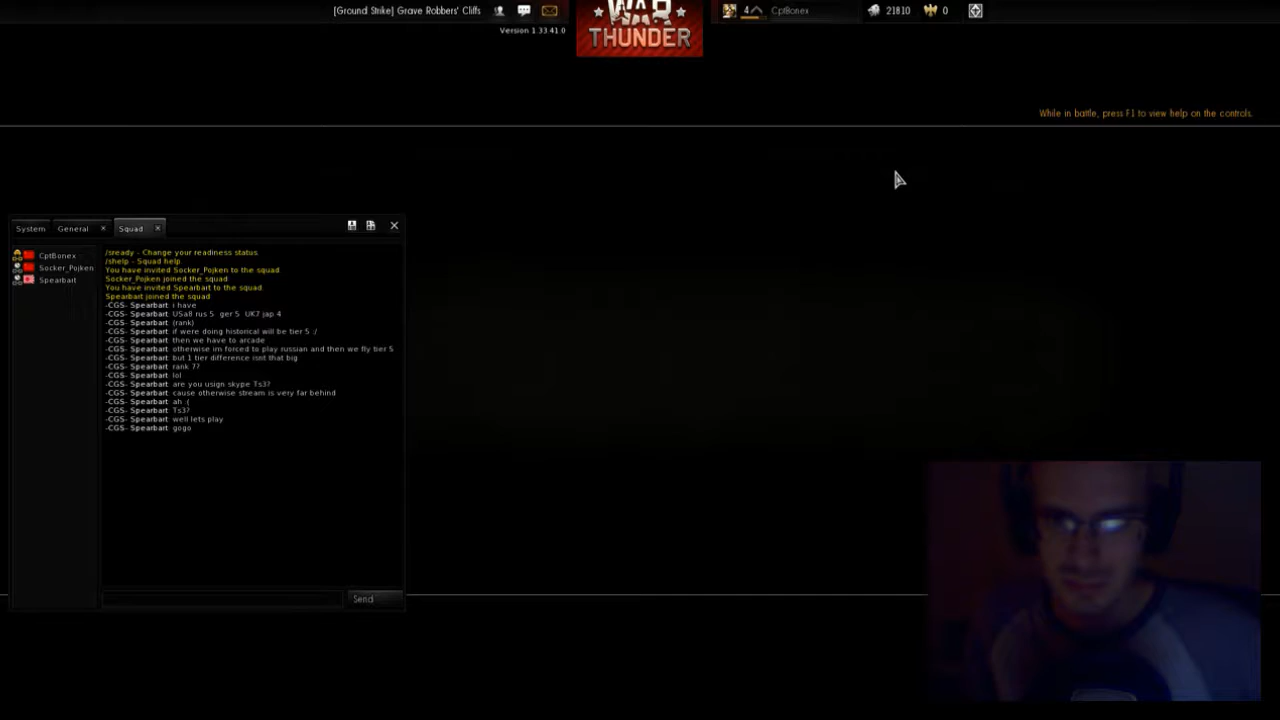 [Ground Strike] Grave Robbers' Cliffs
4
CptBonex
21810
0
Version 1.33.41.0
WAR
THUNDER
While in battle, press F1 to view help on the controls.
System
General
Squad
CptBonex
Socker_Pojken
Spearbart
/sready - Change your readiness status.
/shelp - Squad help
You have invited Socker_Pojken to the squad
Socker_Pojken joined the squad
You have invited Spearbart to the squad
Spearbart joined the squad
-CGS- Spearbart: i have
-CGS- Spearbart: USa8 rus 5 ger 5 UK7 jap 4
-CGS- Spearbart: (rank)
-CGS- Spearbart: if were doing historical will be tier 5 :/
-CGS- Spearbart: then we have to arcade
-CGS- Spearbart: otherwise im forced to play russian and then we fly tier 5
-CGS- Spearbart: but 1 tier difference isnt that big
-CGS- Spearbart: rank 7?
-CGS- Spearbart: lol
-CGS- Spearbart: are you usign skype Ts3?
-CGS- Spearbart: cause otherwise stream is very far behind
-CGS- Spearbart: ah :(
-CGS- Spearbart: Ts3?
-CGS- Spearbart: well lets play
-CGS- Spearbart: gogo
Send